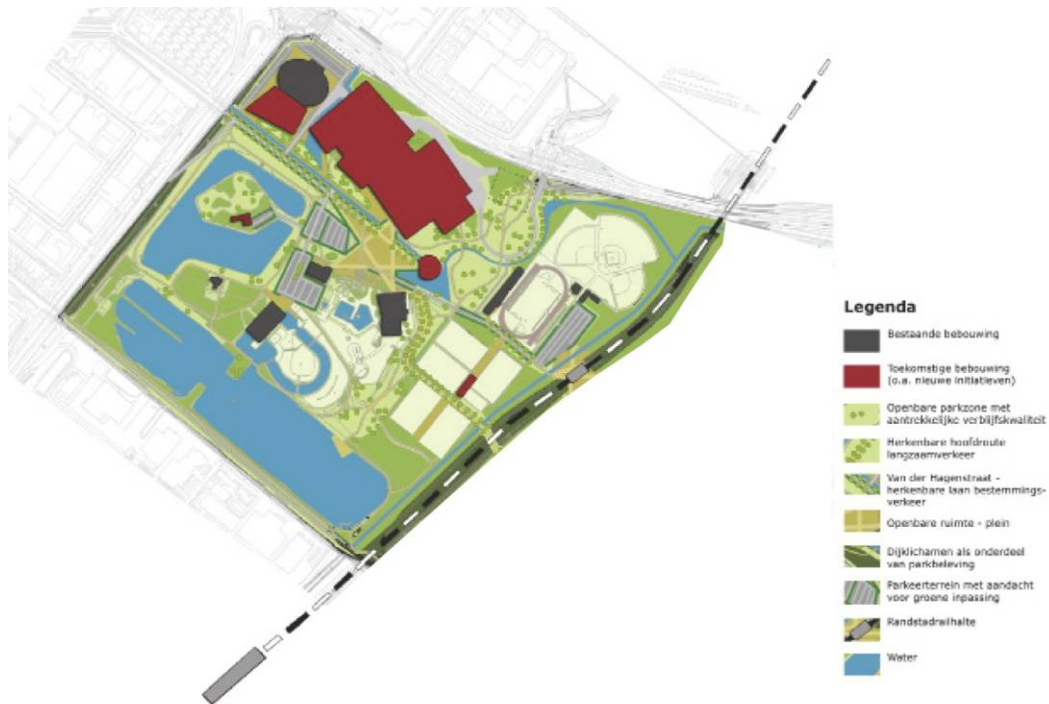 Legenda
Bestaande bebouwing
Toekomstige bebouwing
(o.a. nieuwe initiatieven)
Openbare parkzone met
aantrekkelijke verblijfskwaliteit
Herkenbare hoofdroute
langzaamverkeer
Van der Hagenstraat -
herkenbare laan bestemmings-
verkeer
Openbare ruimte - plein
Dijklichamen als onderdeel
van parkbeleving
Parkeerterrein met aandacht
voor groene inpassing
Randstadrailhalte
Water